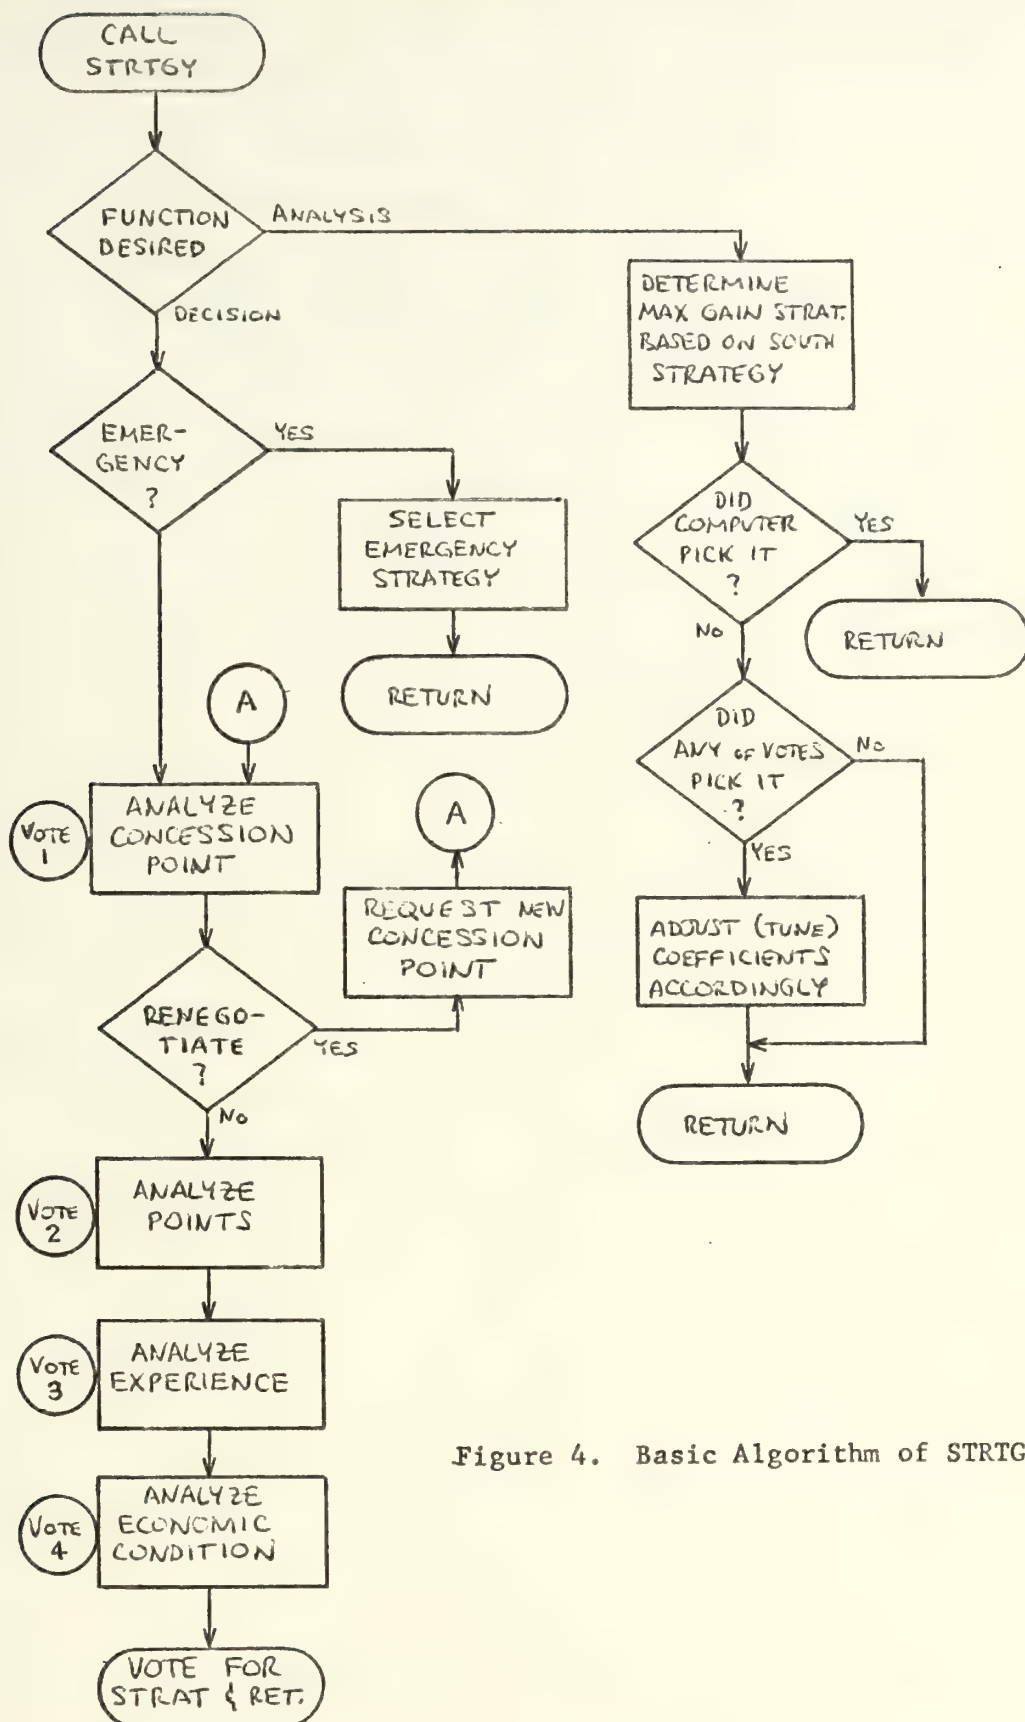 CALL
STRTGY
FUNCTION
DESIRED
ANALYSIS
DECISION
DETERMINE
MAX GAIN STRAT.
BASED ON SOUTH
STRATEGY
EMER-
GENCY
?
YES
SELECT
EMERGENCY
STRATEGY
RETURN
DID
COMPUTER
PICK IT
?
YES
RETURN
NO
DID
ANY OF VOTES
PICK IT
?
NO
YES
ADJUST (TUNE)
COEFFICIENTS
ACCORDINGLY
RETURN
A
VOTE
1
ANALYZE
CONCESSION
POINT
A
REQUEST NEW
CONCESSION
POINT
RENEGO-
TIATE
?
YES
NO
VOTE
2
ANALYZE
POINTS
VOTE
3
ANALYZE
EXPERIENCE
VOTE
4
ANALYZE
ECONOMIC
CONDITION
VOTE FOR
STRAT & RET.
Figure 4. Basic Algorithm of STRTG